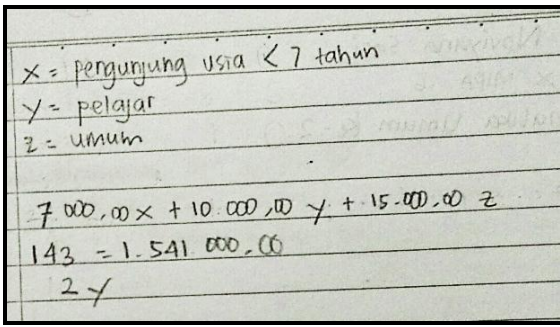 x = pengunjung usia < 7 tahun
y = pelajar
z = umum
7.000,00 x + 10.000,00 y + 15.000,00 z
143 = 1.541.000,00
2y